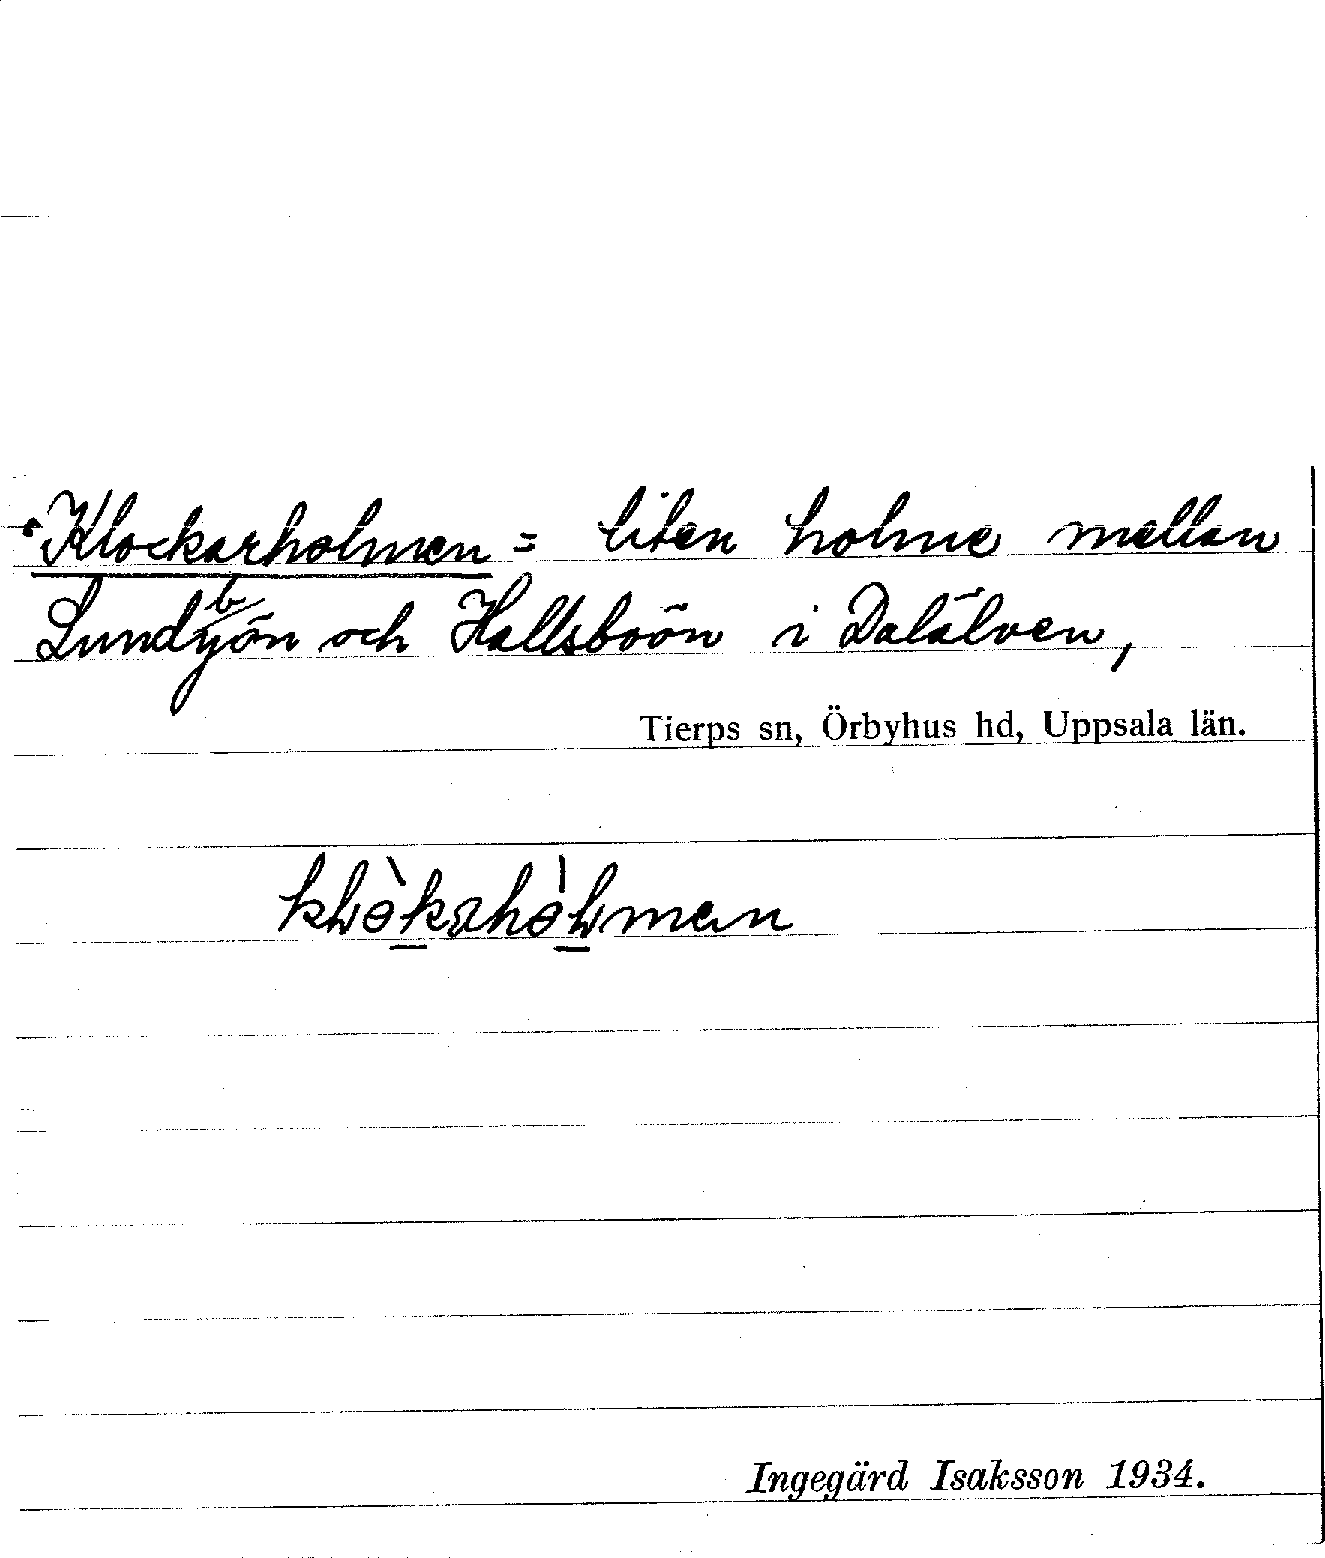 Klockarholmen = liten holme mellan
Lundbyön och Hallsboön i Dalälven,
Tierps sn, Örbyhus hd, Uppsala län.
Ingegärd Isaksson 1934.